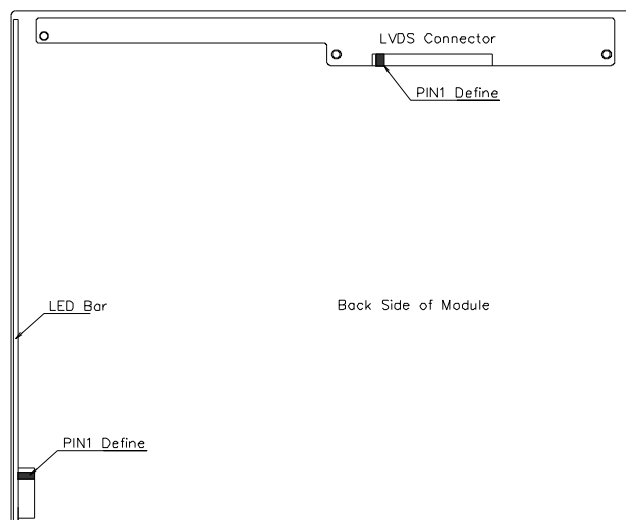 LVDS Connector
PIN1 Define
LED Bar
Back Side of Module
PIN1 Define